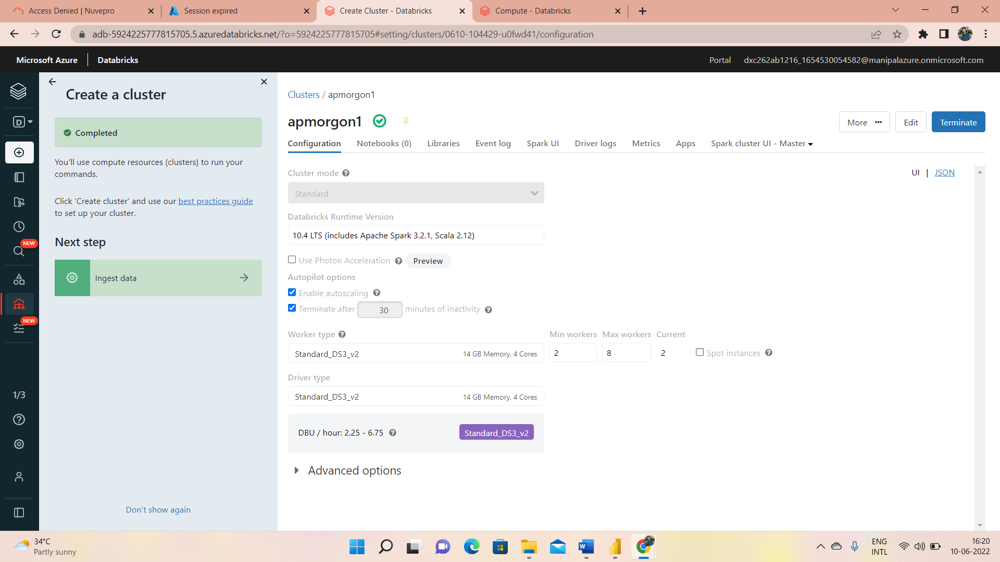 Access Denied | Nuvepro
Session expired
Create Cluster - Databricks
Compute - Databricks
adb-5924225777815705.5.azuredatabricks.net/?o=5924225777815705#setting/clusters/0610-104429-u0fwd41/configuration
Microsoft Azure
Databricks
Portal
dxc262ab1216_1654530054582@manipalazure.onmicrosoft.com
D
NEW
NEW
1/3
Create a cluster
Completed
You'll use compute resources (clusters) to run your
commands.
Click 'Create cluster' and use our best practices guide
to set up your cluster.
Next step
Ingest data
Don't show again
Clusters / apmorgon1
apmorgon1
More
Edit
Terminate
Configuration
Notebooks (0)
Libraries
Event log
Spark UI
Driver logs
Metrics
Apps
Spark cluster UI - Master
UI | JSON
Cluster mode
Standard
Databricks Runtime Version
10.4 LTS (includes Apache Spark 3.2.1, Scala 2.12)
Use Photon Acceleration
Preview
Autopilot options
Enable autoscaling
Terminate after 30 minutes of inactivity
Worker type
Min workers
Max workers
Current
Standard_DS3_v2
14 GB Memory, 4 Cores
2
8
2
Spot instances
Driver type
Standard_DS3_v2
14 GB Memory, 4 Cores
DBU / hour: 2.25 - 6.75
Standard_DS3_v2
Advanced options
34°C
Partly sunny
ENG
INTL
16:20
10-06-2022